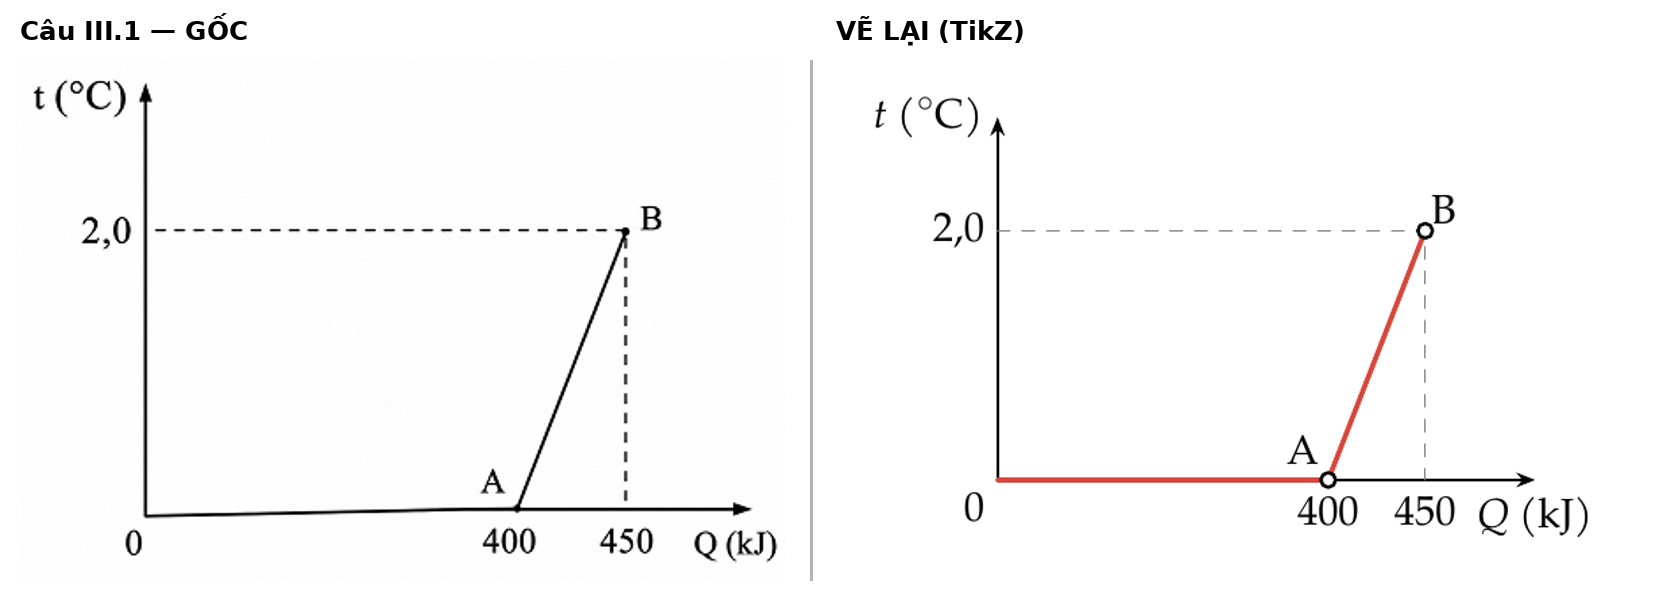 Câu III.1 — GỐC
t (°C)
2,0
B
A
0
400
450
Q (kJ)
VẼ LẠI (TikZ)
t (°C)
2,0
B
A
0
400
450
Q (kJ)